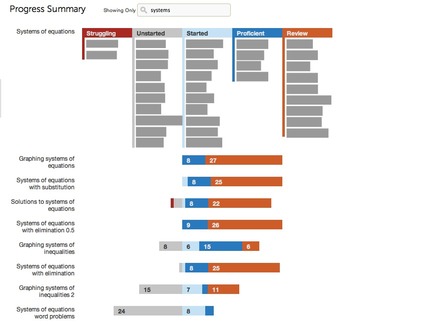 Progress Summary
Showing Only
systems
Systems of equations
Struggling
Unstarted
Started
Proficient
Review
Graphing systems of
equations
8
27
Systems of equations
with substitution
8
25
Solutions to systems of
equations
8
22
Systems of equations
with elimination 0.5
9
26
Graphing systems of
inequalities
8
6
15
6
Systems of equations
with elimination
8
25
Graphing systems of
inequalities 2
15
7
11
Systems of equations
word problems
24
8